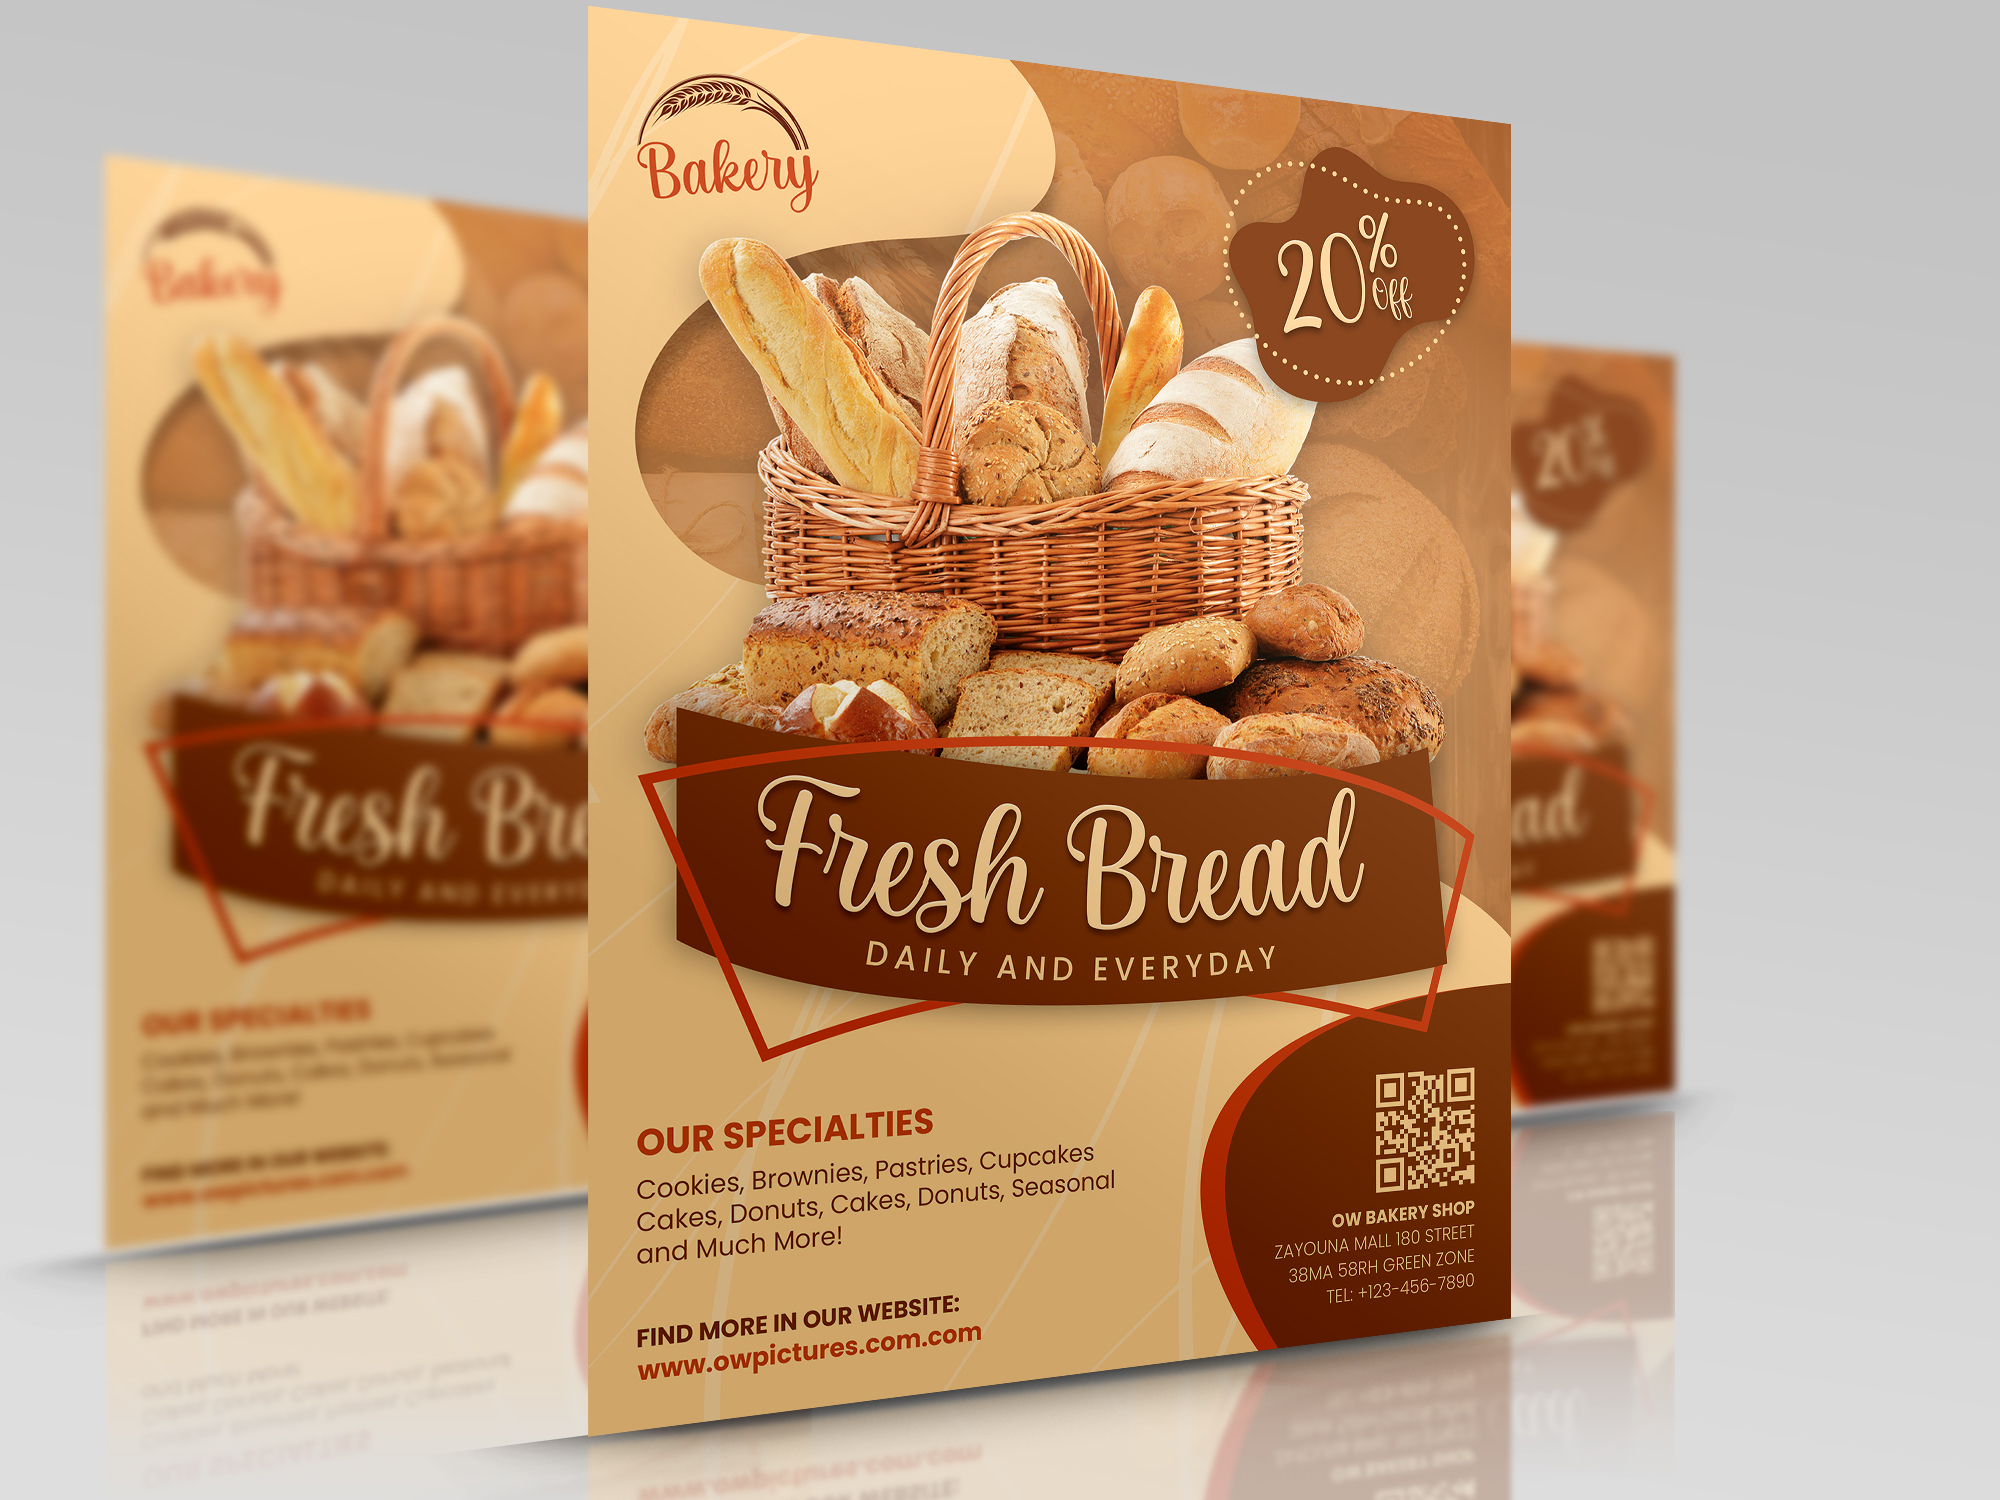 Bakery
20% Off
Fresh Bread
DAILY AND EVERYDAY
OUR SPECIALTIES
Cookies, Brownies, Pastries, Cupcakes
Cakes, Donuts, Cakes, Donuts, Seasonal
and Much More!
FIND MORE IN OUR WEBSITE:
www.owpictures.com.com
OW BAKERY SHOP
ZAYOUNA MALL 180 STREET
38MA 58RH GREEN ZONE
TEL: +123-456-7890